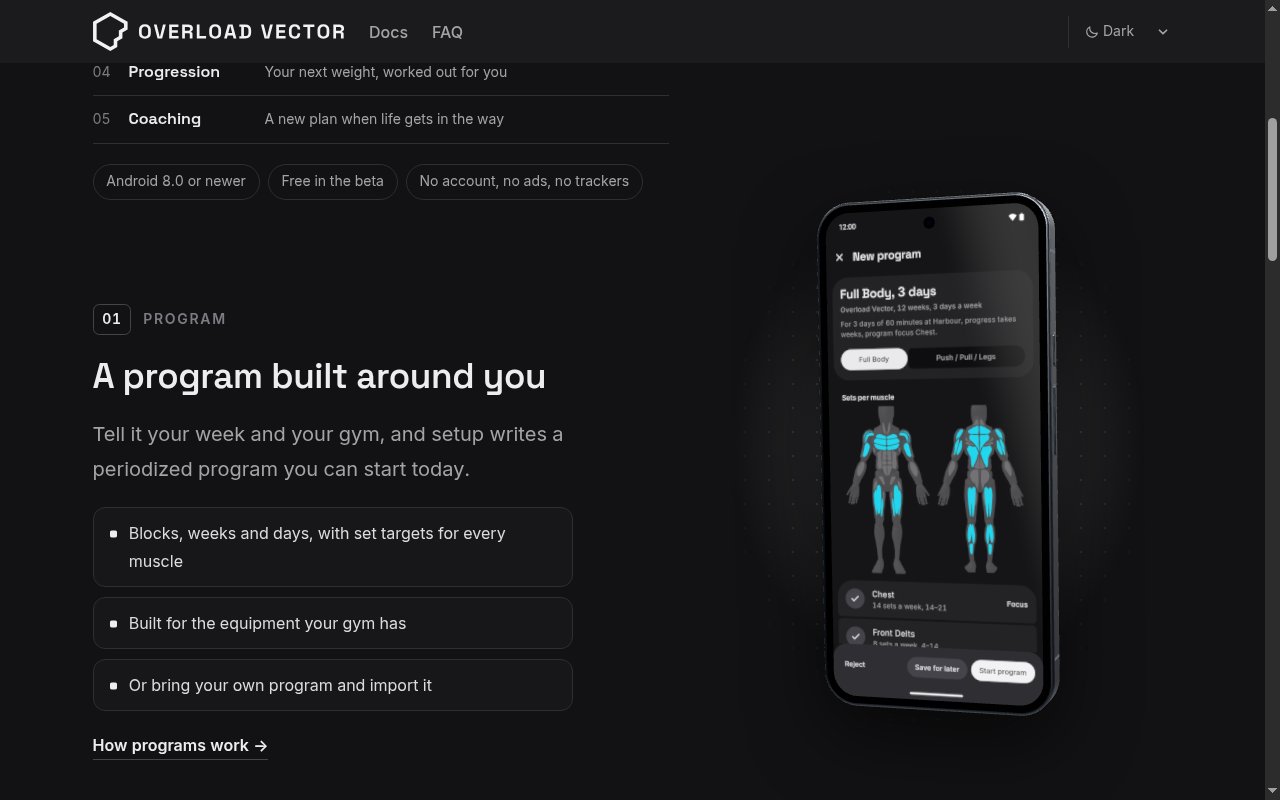 OVERLOAD VECTOR Docs FAQ Dark
04 Progression Your next weight, worked out for you
05 Coaching A new plan when life gets in the way
Android 8.0 or newer Free in the beta No account, no ads, no trackers
01 PROGRAM
A program built around you
Tell it your week and your gym, and setup writes a
periodized program you can start today.
Blocks, weeks and days, with set targets for every
muscle
Built for the equipment your gym has
Or bring your own program and import it
How programs work →
12:00
× New program
Full Body, 3 days
Overload Vector, 12 weeks, 3 days a week
For 3 days of 60 minutes at Harbour, progress takes
weeks, program focus Chest.
Full Body Push / Pull / Legs
Sets per muscle
Chest
14 sets a week, 14–21 Focus
Front Delts
8 sets a week, 4–14
Reject Save for later Start program